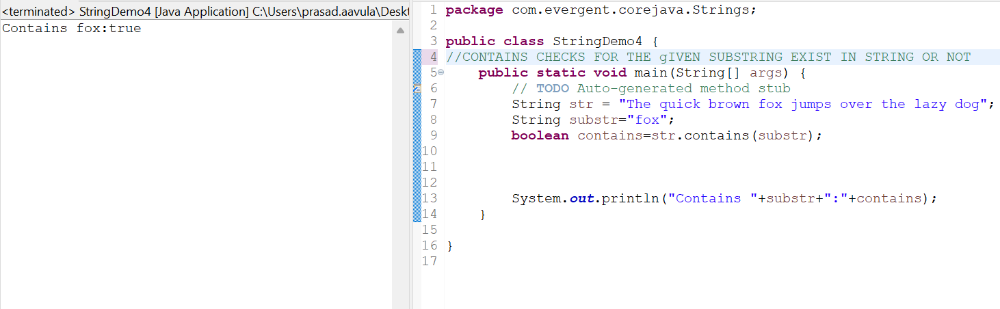 <terminated> StringDemo4 [Java Application] C:\Users\prasad.aavula\Deskt
Contains fox:true
1 package com.evergent.corejava.Strings;
2
3 public class StringDemo4 {
4 //CONTAINS CHECKS FOR THE gIVEN SUBSTRING EXIST IN STRING OR NOT
5 public static void main(String[] args) {
6 // TODO Auto-generated method stub
7 String str = "The quick brown fox jumps over the lazy dog";
8 String substr="fox";
9 boolean contains=str.contains(substr);
10
11
12
13 System.out.println("Contains "+substr+":"+contains);
14 }
15
16 }
17